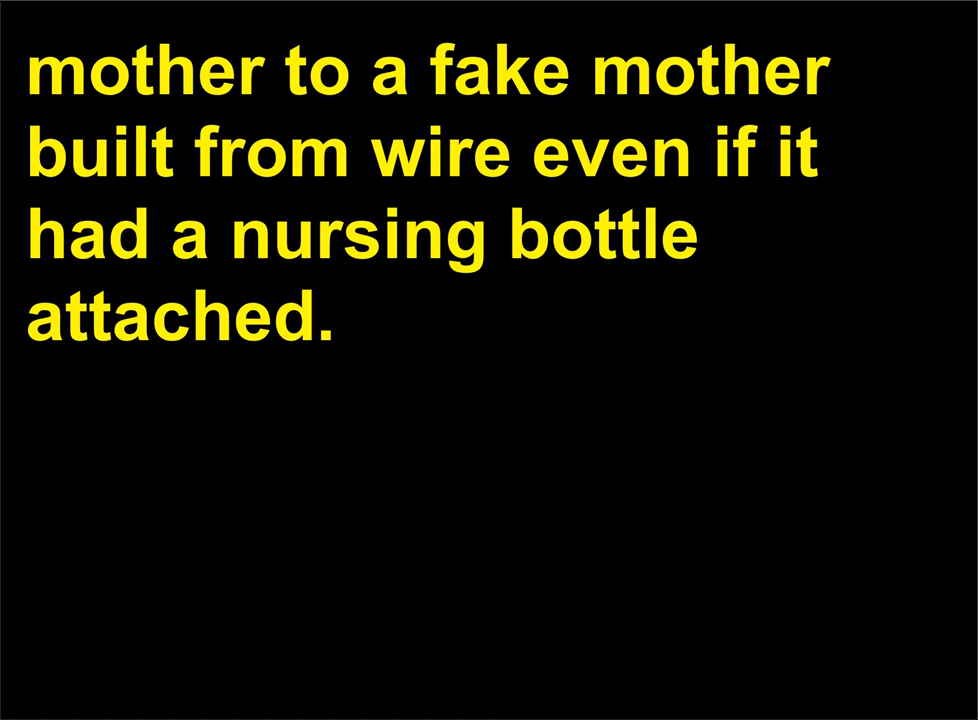 mother to a fake mother
built from wire even if it
had a nursing bottle
attached.